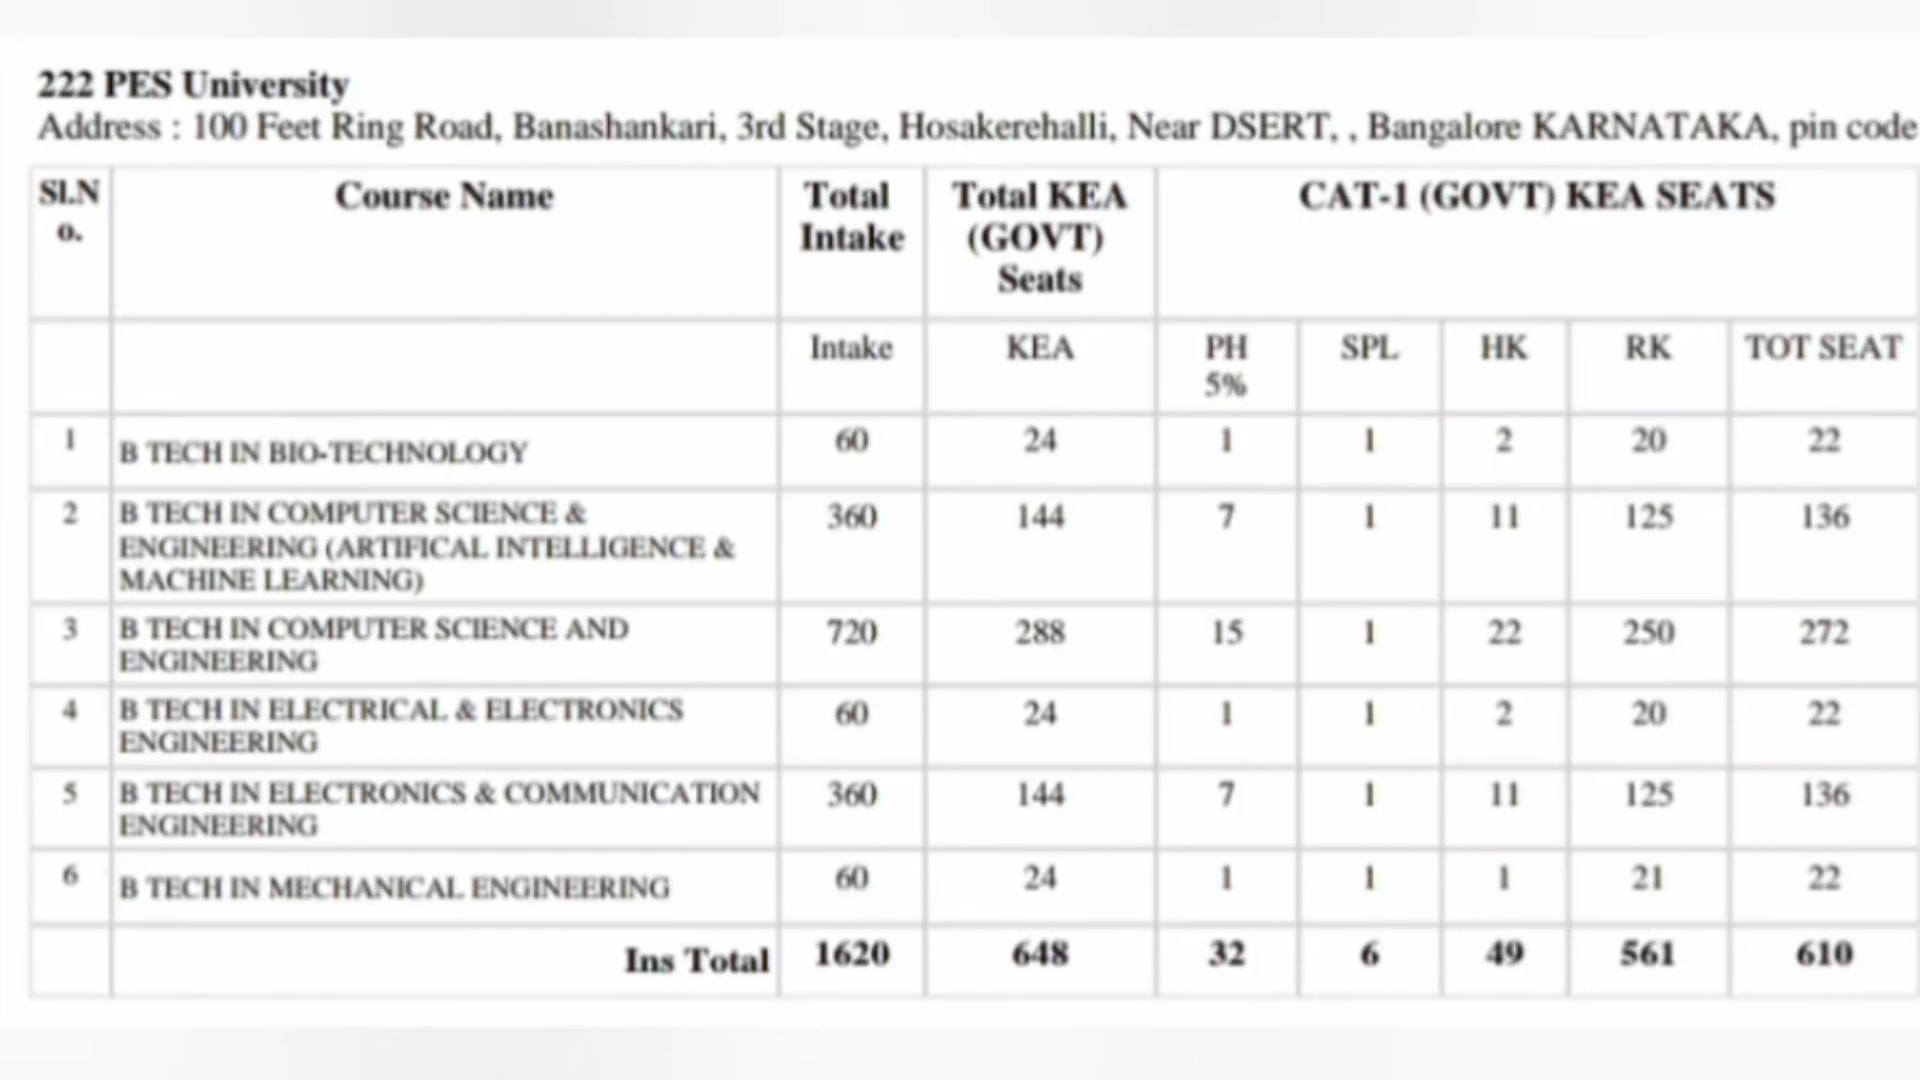 222 PES University
Address : 100 Feet Ring Road, Banashankari, 3rd Stage, Hosakerehalli, Near DSERT, , Bangalore KARNATAKA, pin code
Sl.N
o.
Course Name
Total
Intake
Total KEA
(GOVT)
Seats
CAT-1 (GOVT) KEA SEATS
Intake
KEA
PH
5%
SPL
HK
RK
TOT SEAT
1 B TECH IN BIO-TECHNOLOGY 60 24 1 1 2 20 22
2 B TECH IN COMPUTER SCIENCE & 360 144 7 1 11 125 136
ENGINEERING (ARTIFICAL INTELLIGENCE &
MACHINE LEARNING)
3 B TECH IN COMPUTER SCIENCE AND 720 288 15 1 22 250 272
ENGINEERING
4 B TECH IN ELECTRICAL & ELECTRONICS 60 24 1 1 2 20 22
ENGINEERING
5 B TECH IN ELECTRONICS & COMMUNICATION 360 144 7 1 11 125 136
ENGINEERING
6 B TECH IN MECHANICAL ENGINEERING 60 24 1 1 1 21 22
Ins Total 1620 648 32 6 49 561 610